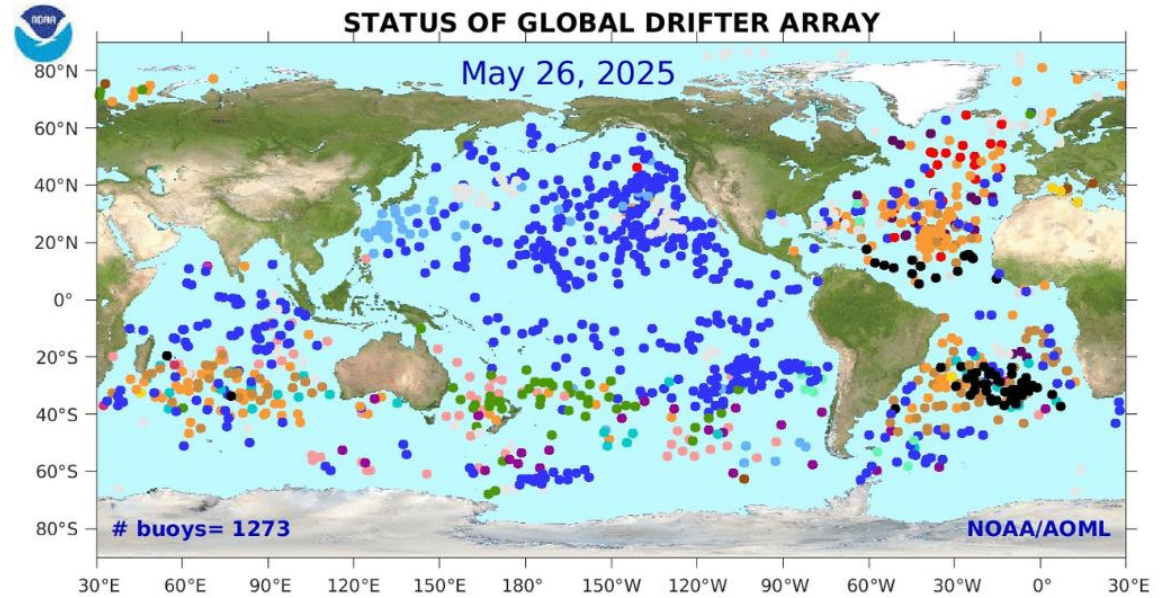 NOAA
STATUS OF GLOBAL DRIFTER ARRAY
May 26, 2025
80°N
60°N
40°N
20°N
0°
20°S
40°S
60°S
80°S
# buoys= 1273
NOAA/AOML
30°E 60°E 90°E 120°E 150°E 180° 150°W 120°W 90°W 60°W 30°W 0° 30°E